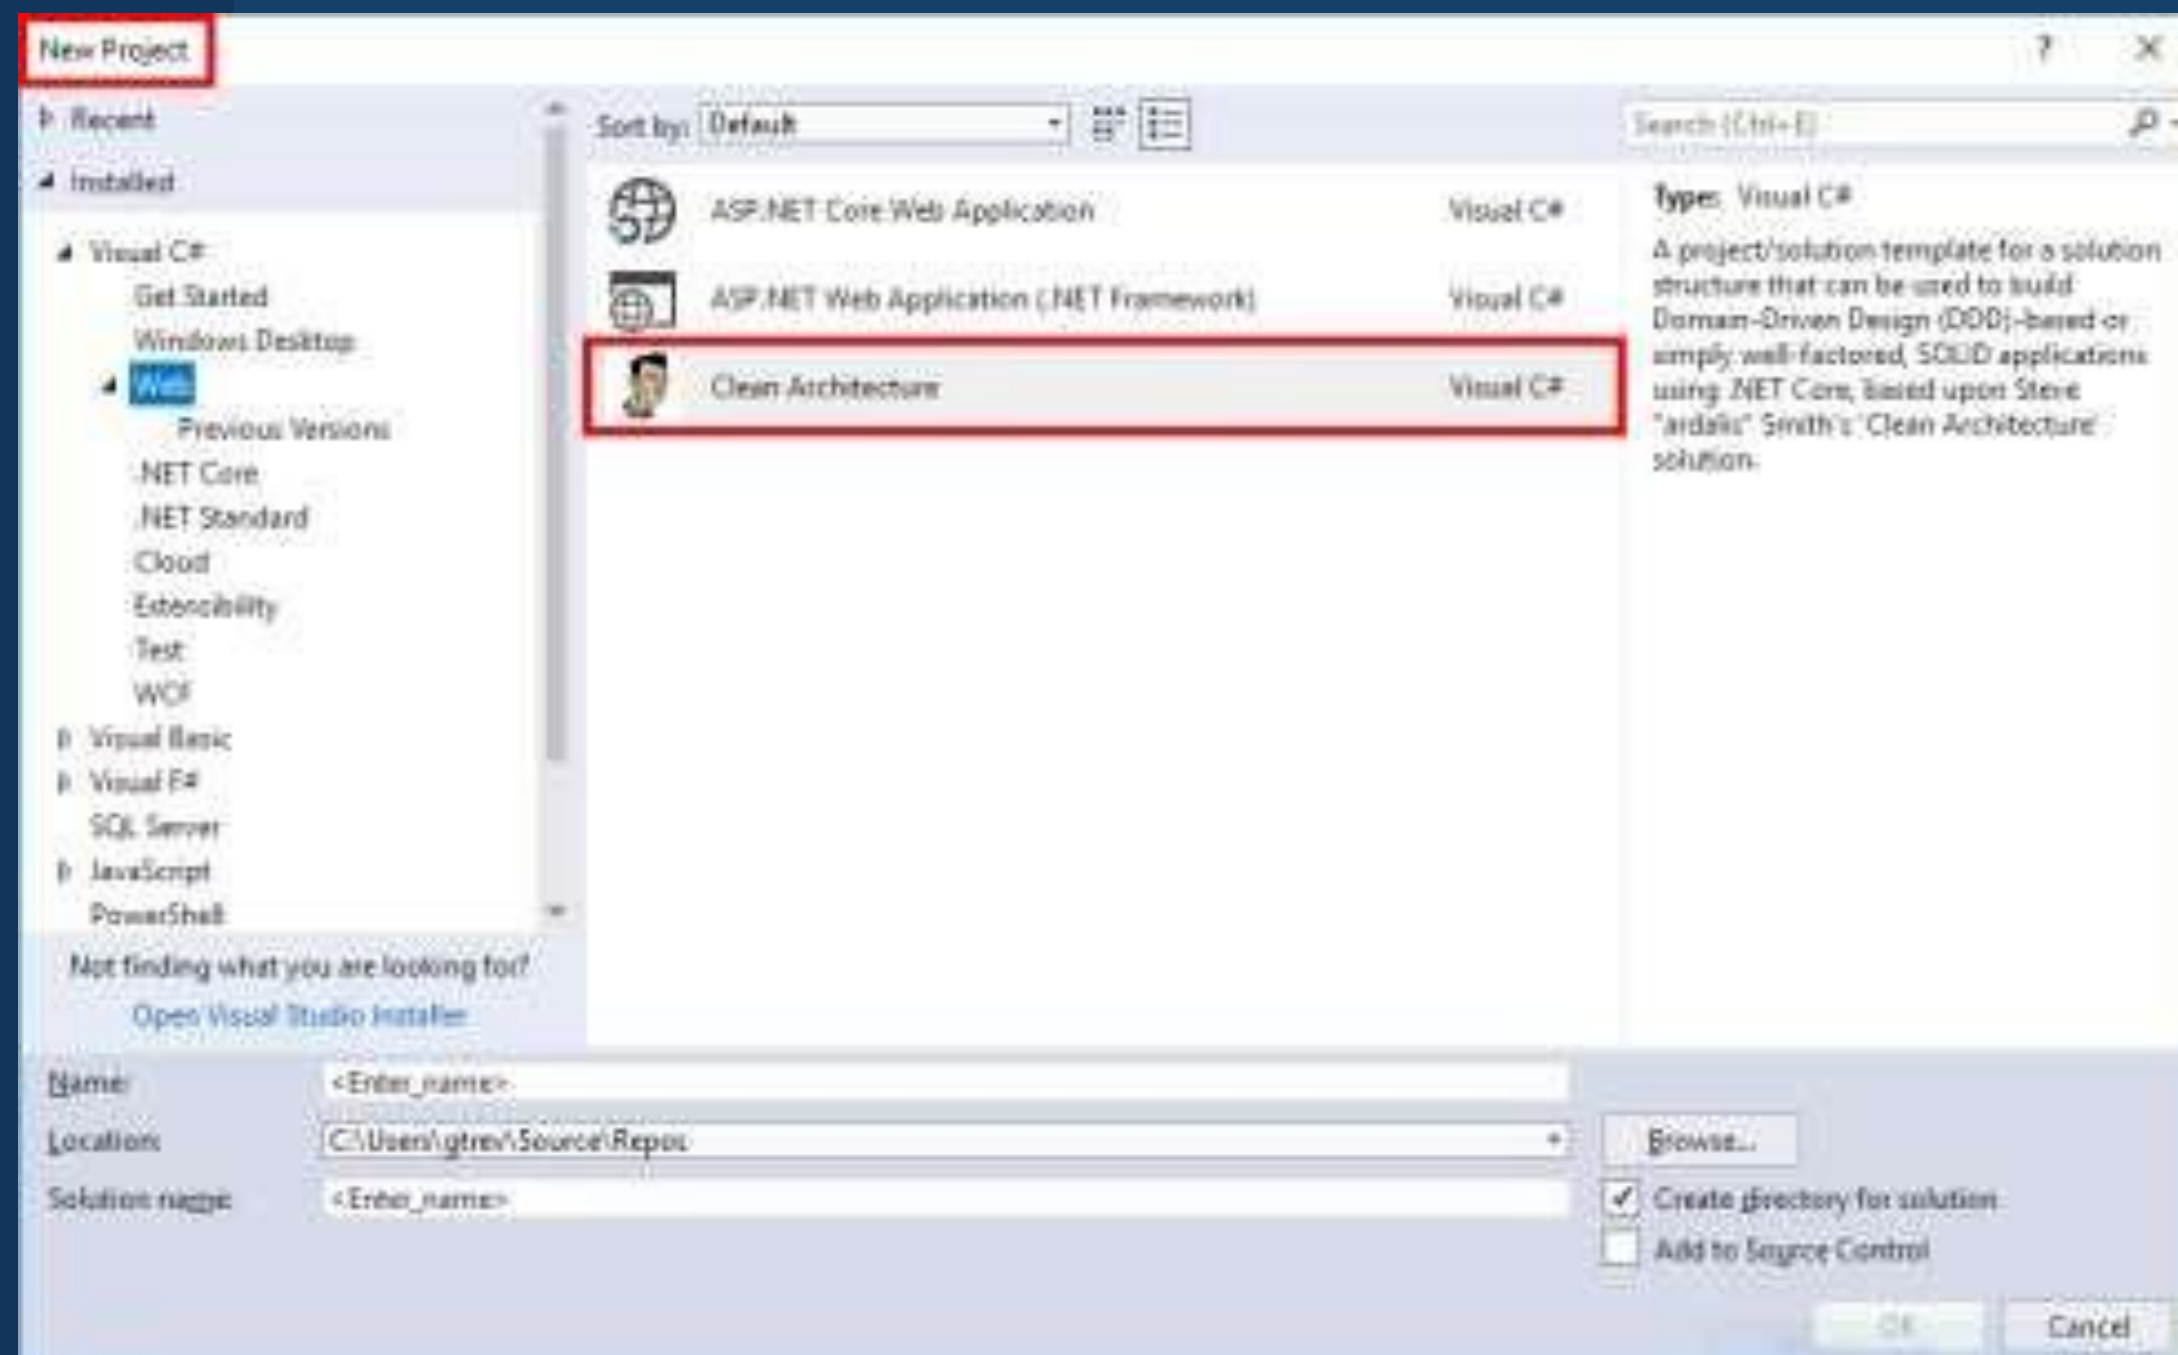 New Project
? ×
Recent
Installed
Visual C#
Get Started
Windows Desktop
Web
Previous Versions
.NET Core
.NET Standard
Cloud
Extensibility
Test
WCF
Visual Basic
Visual F#
SQL Server
JavaScript
PowerShell
Not finding what you are looking for?
Open Visual Studio Installer
Sort by: Default
ASP.NET Core Web Application Visual C#
ASP.NET Web Application (.NET Framework) Visual C#
Clean Architecture Visual C#
Search (Ctrl+E)
Type: Visual C#
A project/solution template for a solution
structure that can be used to build
Domain-Driven Design (DDD)-based or
simply well-factored, SOLID applications
using .NET Core, based upon Steve
"ardalis" Smith's 'Clean Architecture'
solution.
Name: <Enter_name>
Location: C:\Users\gtrev\Source\Repos
Browse...
Solution name: <Enter_name>
Create directory for solution
Add to Source Control
OK Cancel